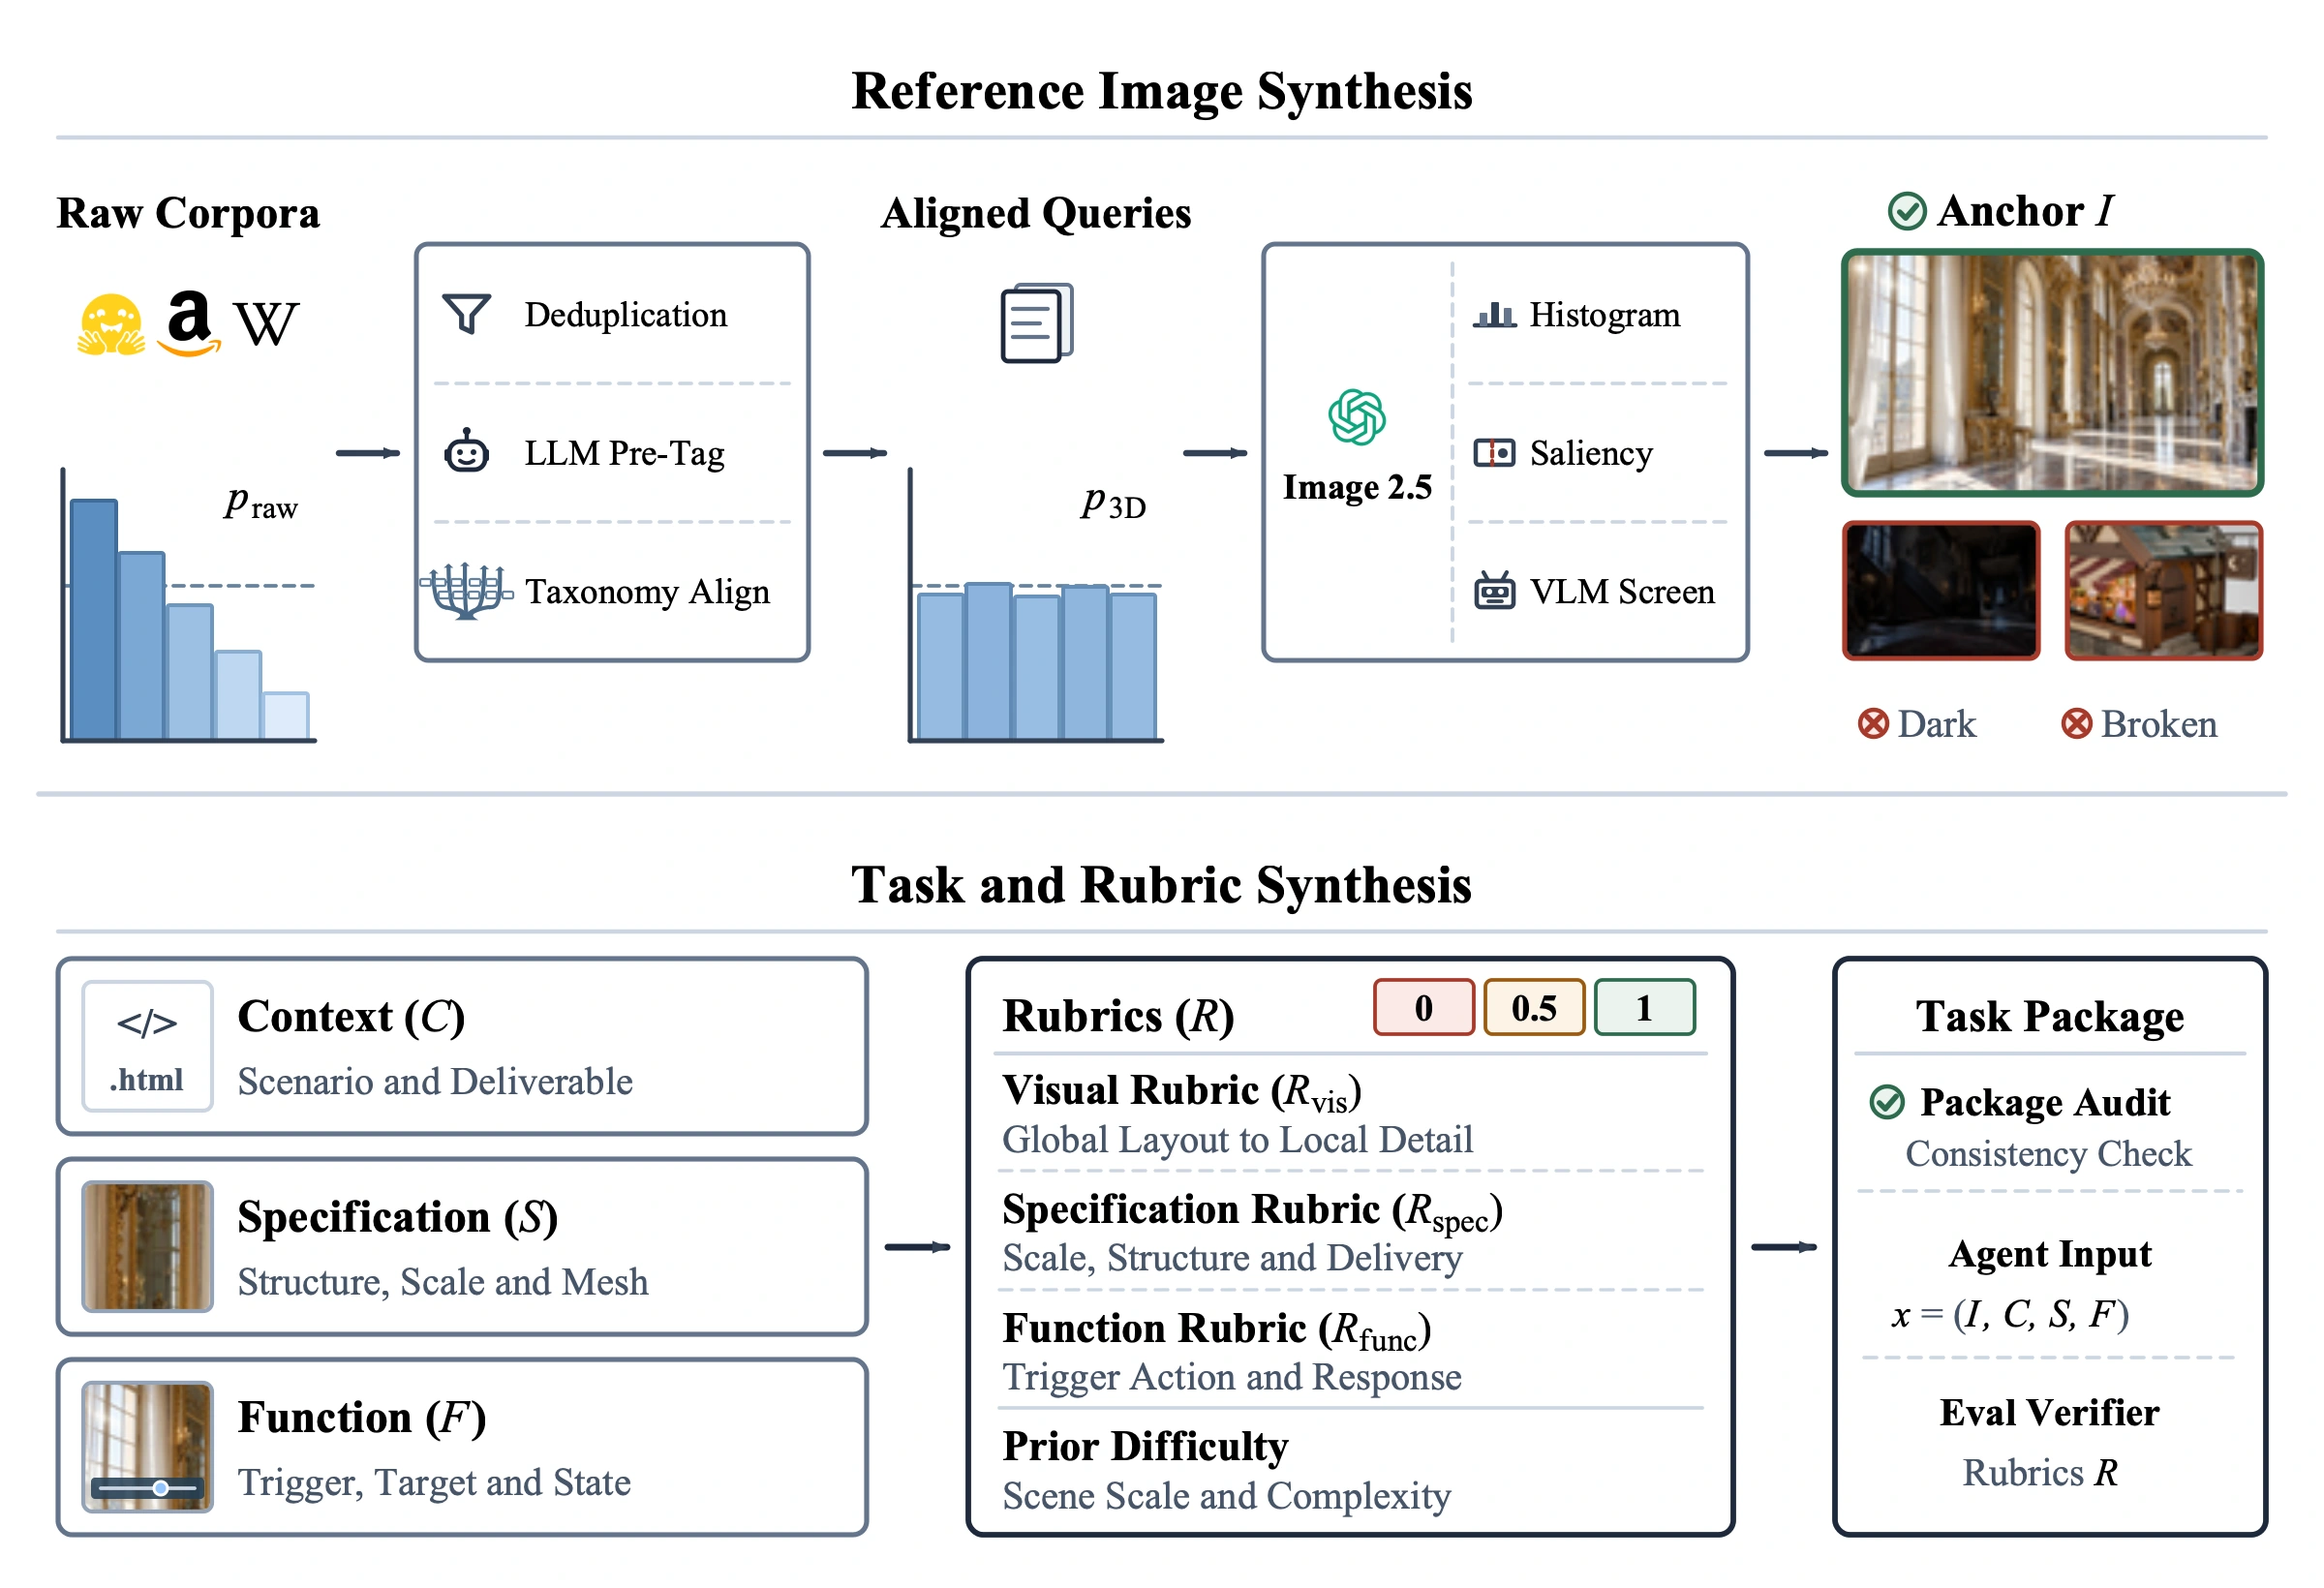 Reference Image Synthesis
Raw Corpora
a W
p raw
Deduplication
LLM Pre-Tag
Taxonomy Align
Aligned Queries
p 3D
Image 2.5
Histogram
Saliency
VLM Screen
Anchor I
Dark
Broken
Task and Rubric Synthesis
</>
.html
Context (C)
Scenario and Deliverable
Specification (S)
Structure, Scale and Mesh
Function (F)
Trigger, Target and State
Rubrics (R)
0
0.5
1
Visual Rubric (Rvis)
Global Layout to Local Detail
Specification Rubric (Rspec)
Scale, Structure and Delivery
Function Rubric (Rfunc)
Trigger Action and Response
Prior Difficulty
Scene Scale and Complexity
Task Package
Package Audit
Consistency Check
Agent Input
x = (I, C, S, F)
Eval Verifier
Rubrics R